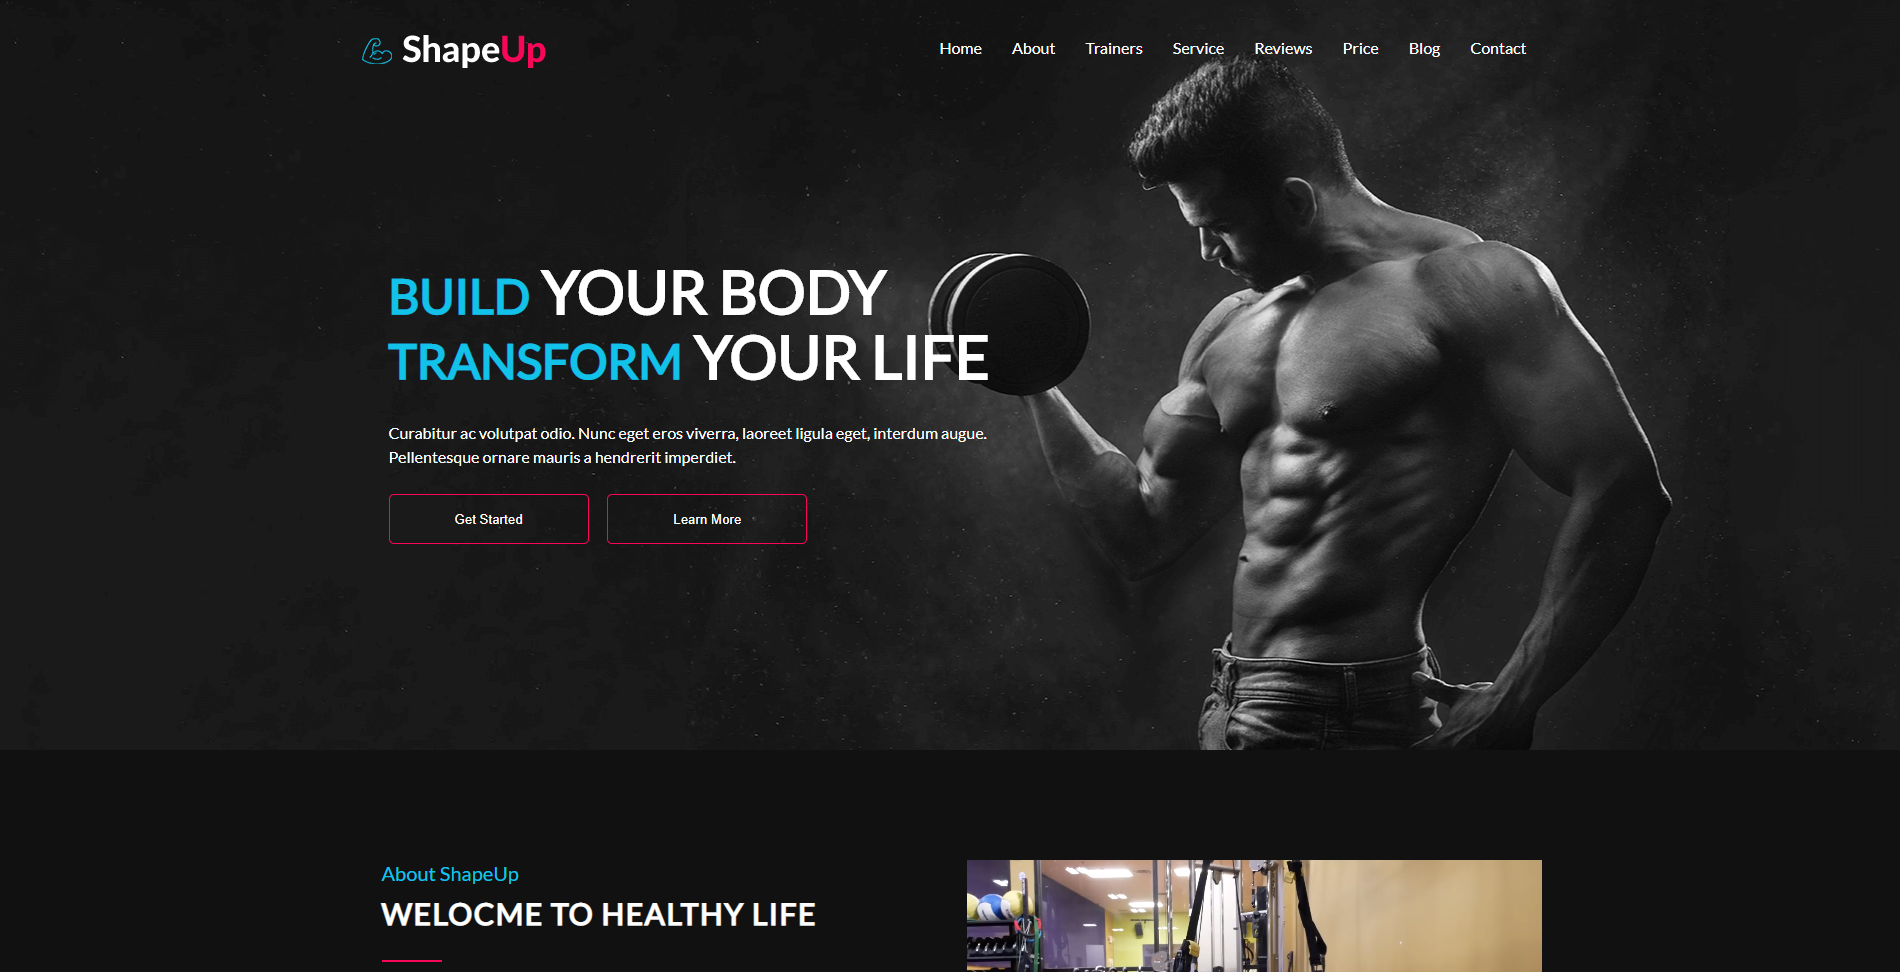 ShapeUp
Home About Trainers Service Reviews Price Blog Contact
BUILD YOUR BODY
TRANSFORM YOUR LIFE
Curabitur ac volutpat odio. Nunc eget eros viverra, laoreet ligula eget, interdum augue.
Pellentesque ornare mauris a hendrerit imperdiet.
Get Started Learn More
About ShapeUp
WELOCME TO HEALTHY LIFE